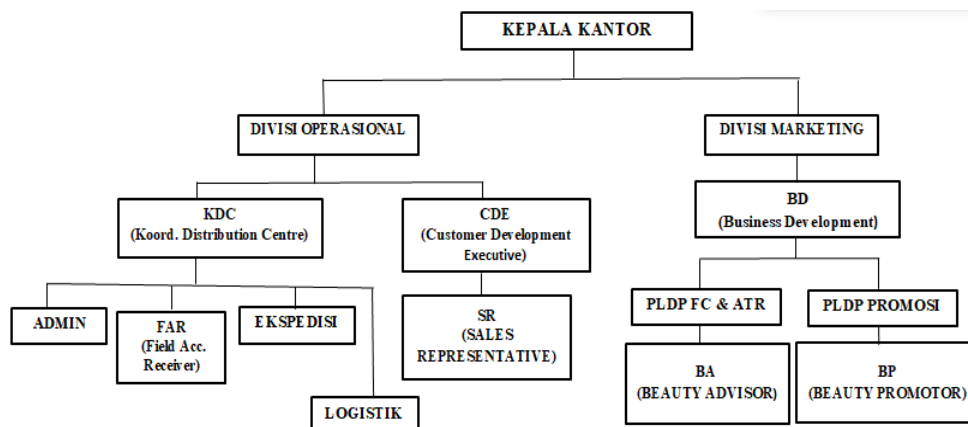 KEPALA KANTOR
DIVISI OPERASIONAL
DIVISI MARKETING
KDC
(Koord. Distribution Centre)
CDE
(Customer Development
Executive)
BD
(Business Development)
ADMIN
FAR
(Field Acc.
Receiver)
EKSPEDISI
LOGISTIK
SR
(SALES
REPRESENTATIVE)
PLDP FC & ATR
PLDP PROMOSI
BA
(BEAUTY ADVISOR)
BP
(BEAUTY PROMOTOR)